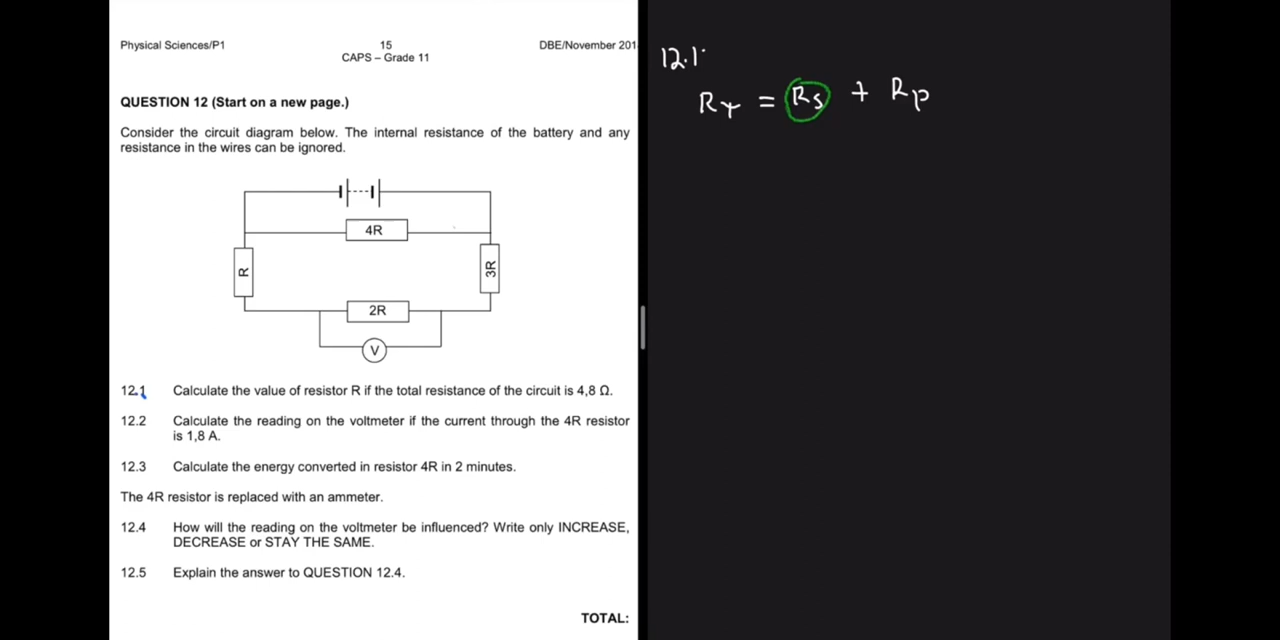 Physical Sciences/P1 15 DBE/November 201
CAPS – Grade 11
QUESTION 12 (Start on a new page.)
Consider the circuit diagram below. The internal resistance of the battery and any
resistance in the wires can be ignored.
4R
R
3R
2R
V
12.1 Calculate the value of resistor R if the total resistance of the circuit is 4,8 Ω.
12.2 Calculate the reading on the voltmeter if the current through the 4R resistor
is 1,8 A.
12.3 Calculate the energy converted in resistor 4R in 2 minutes.
The 4R resistor is replaced with an ammeter.
12.4 How will the reading on the voltmeter be influenced? Write only INCREASE,
DECREASE or STAY THE SAME.
12.5 Explain the answer to QUESTION 12.4.
TOTAL:
12.1
RT = Rs + Rp